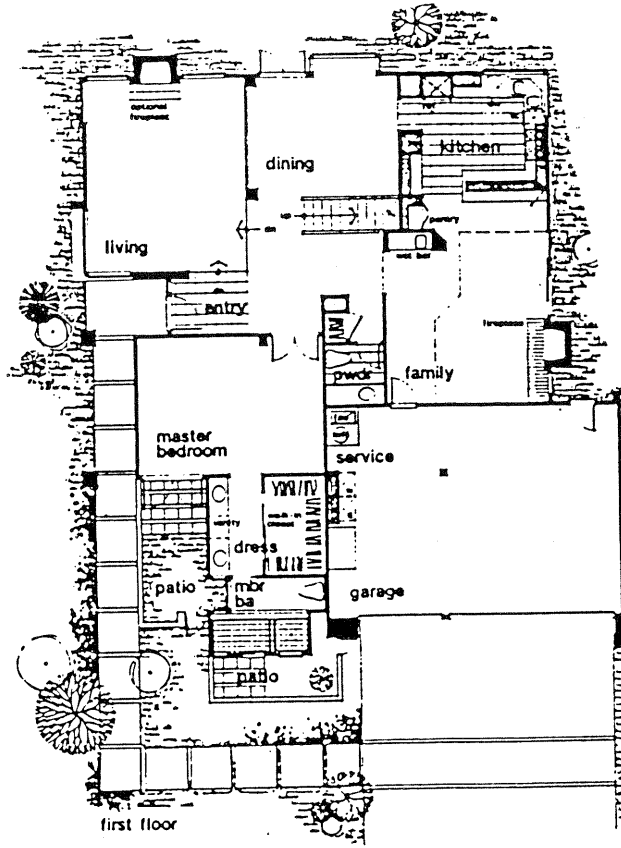 optional
fireplace
ref
kitchen
dining
up
dn
pantry
living
wet bar
entry
fireplace
pwdr
family
master
bedroom
service
vanity
walk-in
closet
dress
patio
mbr
ba
garage
patio
first floor